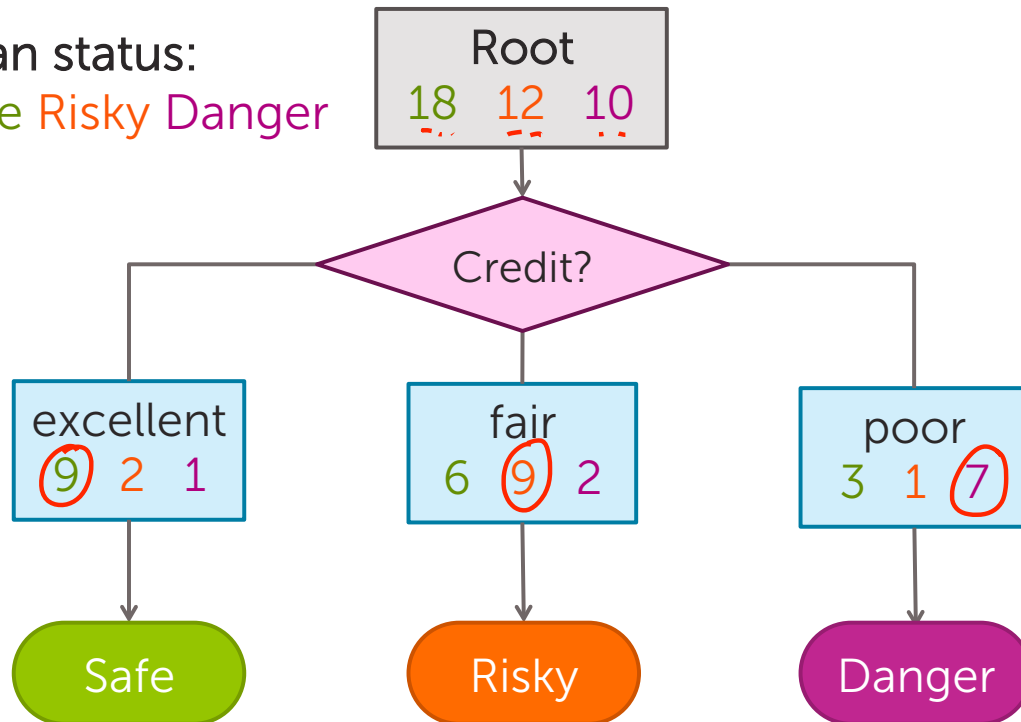 an status:
e Risky Danger
Root
18 12 10
Credit?
excellent
9 2 1
fair
6 9 2
poor
3 1 7
Safe
Risky
Danger